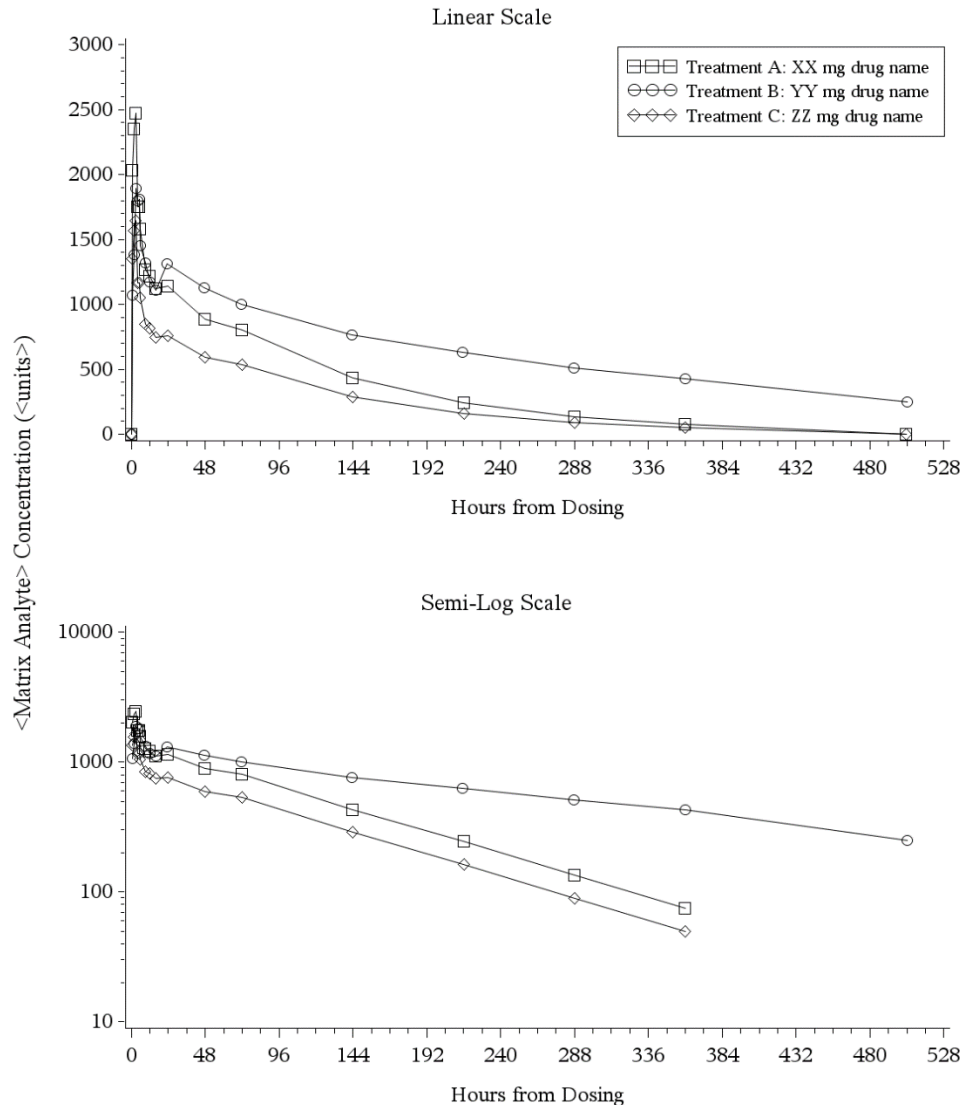 Linear Scale
3000
2500
2000
1500
1000
500
0
Treatment A: XX mg drug name
Treatment B: YY mg drug name
Treatment C: ZZ mg drug name
0 48 96 144 192 240 288 336 384 432 480 528
Hours from Dosing
<Matrix Analyte> Concentration (<units>)
Semi-Log Scale
10000
1000
100
10
0 48 96 144 192 240 288 336 384 432 480 528
Hours from Dosing